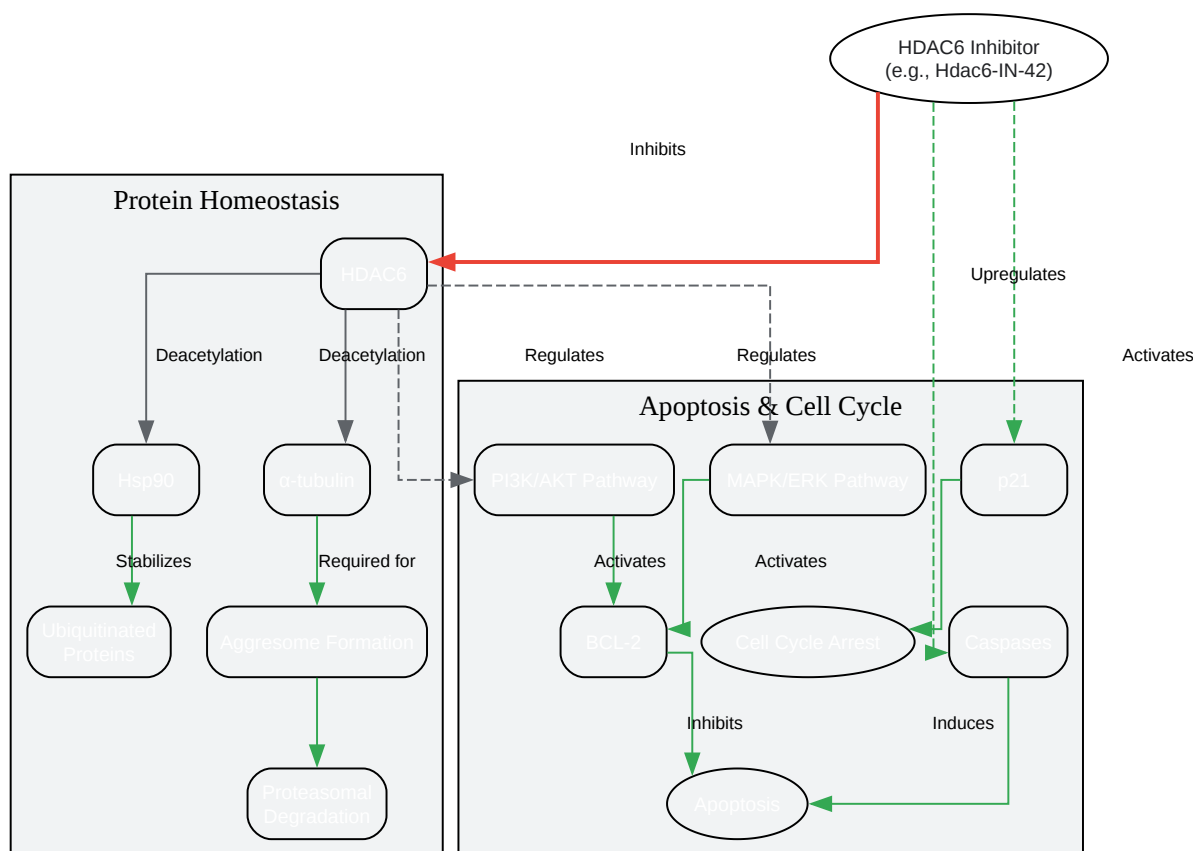 HDAC6 Inhibitor
(e.g., Hdac6-IN-42)
Inhibits
Protein Homeostasis
HDAC6
Upregulates
Deacetylation
Deacetylation
Regulates
Regulates
Activates
Apoptosis & Cell Cycle
Hsp90
α-tubulin
PI3K/AKT Pathway
MAPK/ERK Pathway
p21
Stabilizes
Required for
Activates
Activates
Ubiquitinated
Proteins
Aggresome Formation
BCL-2
Cell Cycle Arrest
Caspases
Inhibits
Induces
Proteasomal
Degradation
Apoptosis